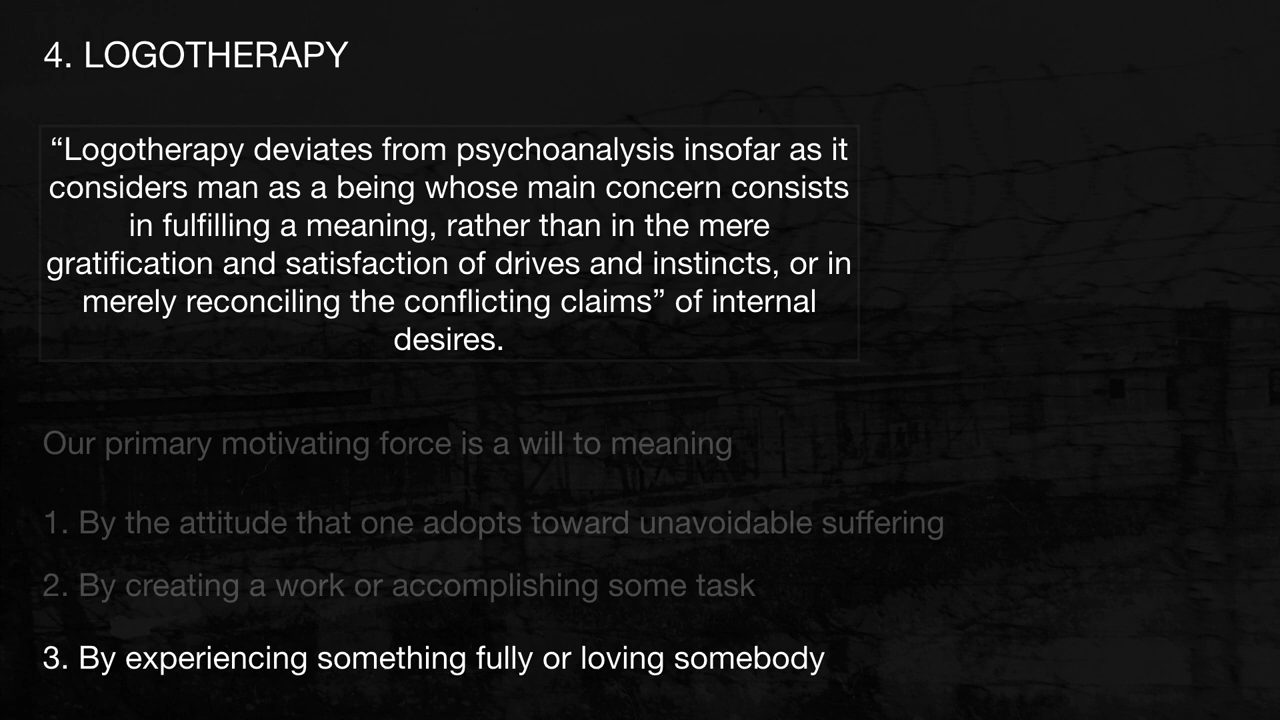 4. LOGOTHERAPY
“Logotherapy deviates from psychoanalysis insofar as it
considers man as a being whose main concern consists
in fulfilling a meaning, rather than in the mere
gratification and satisfaction of drives and instincts, or in
merely reconciling the conflicting claims” of internal
desires.
Our primary motivating force is a will to meaning
1. By the attitude that one adopts toward unavoidable suffering
2. By creating a work or accomplishing some task
3. By experiencing something fully or loving somebody